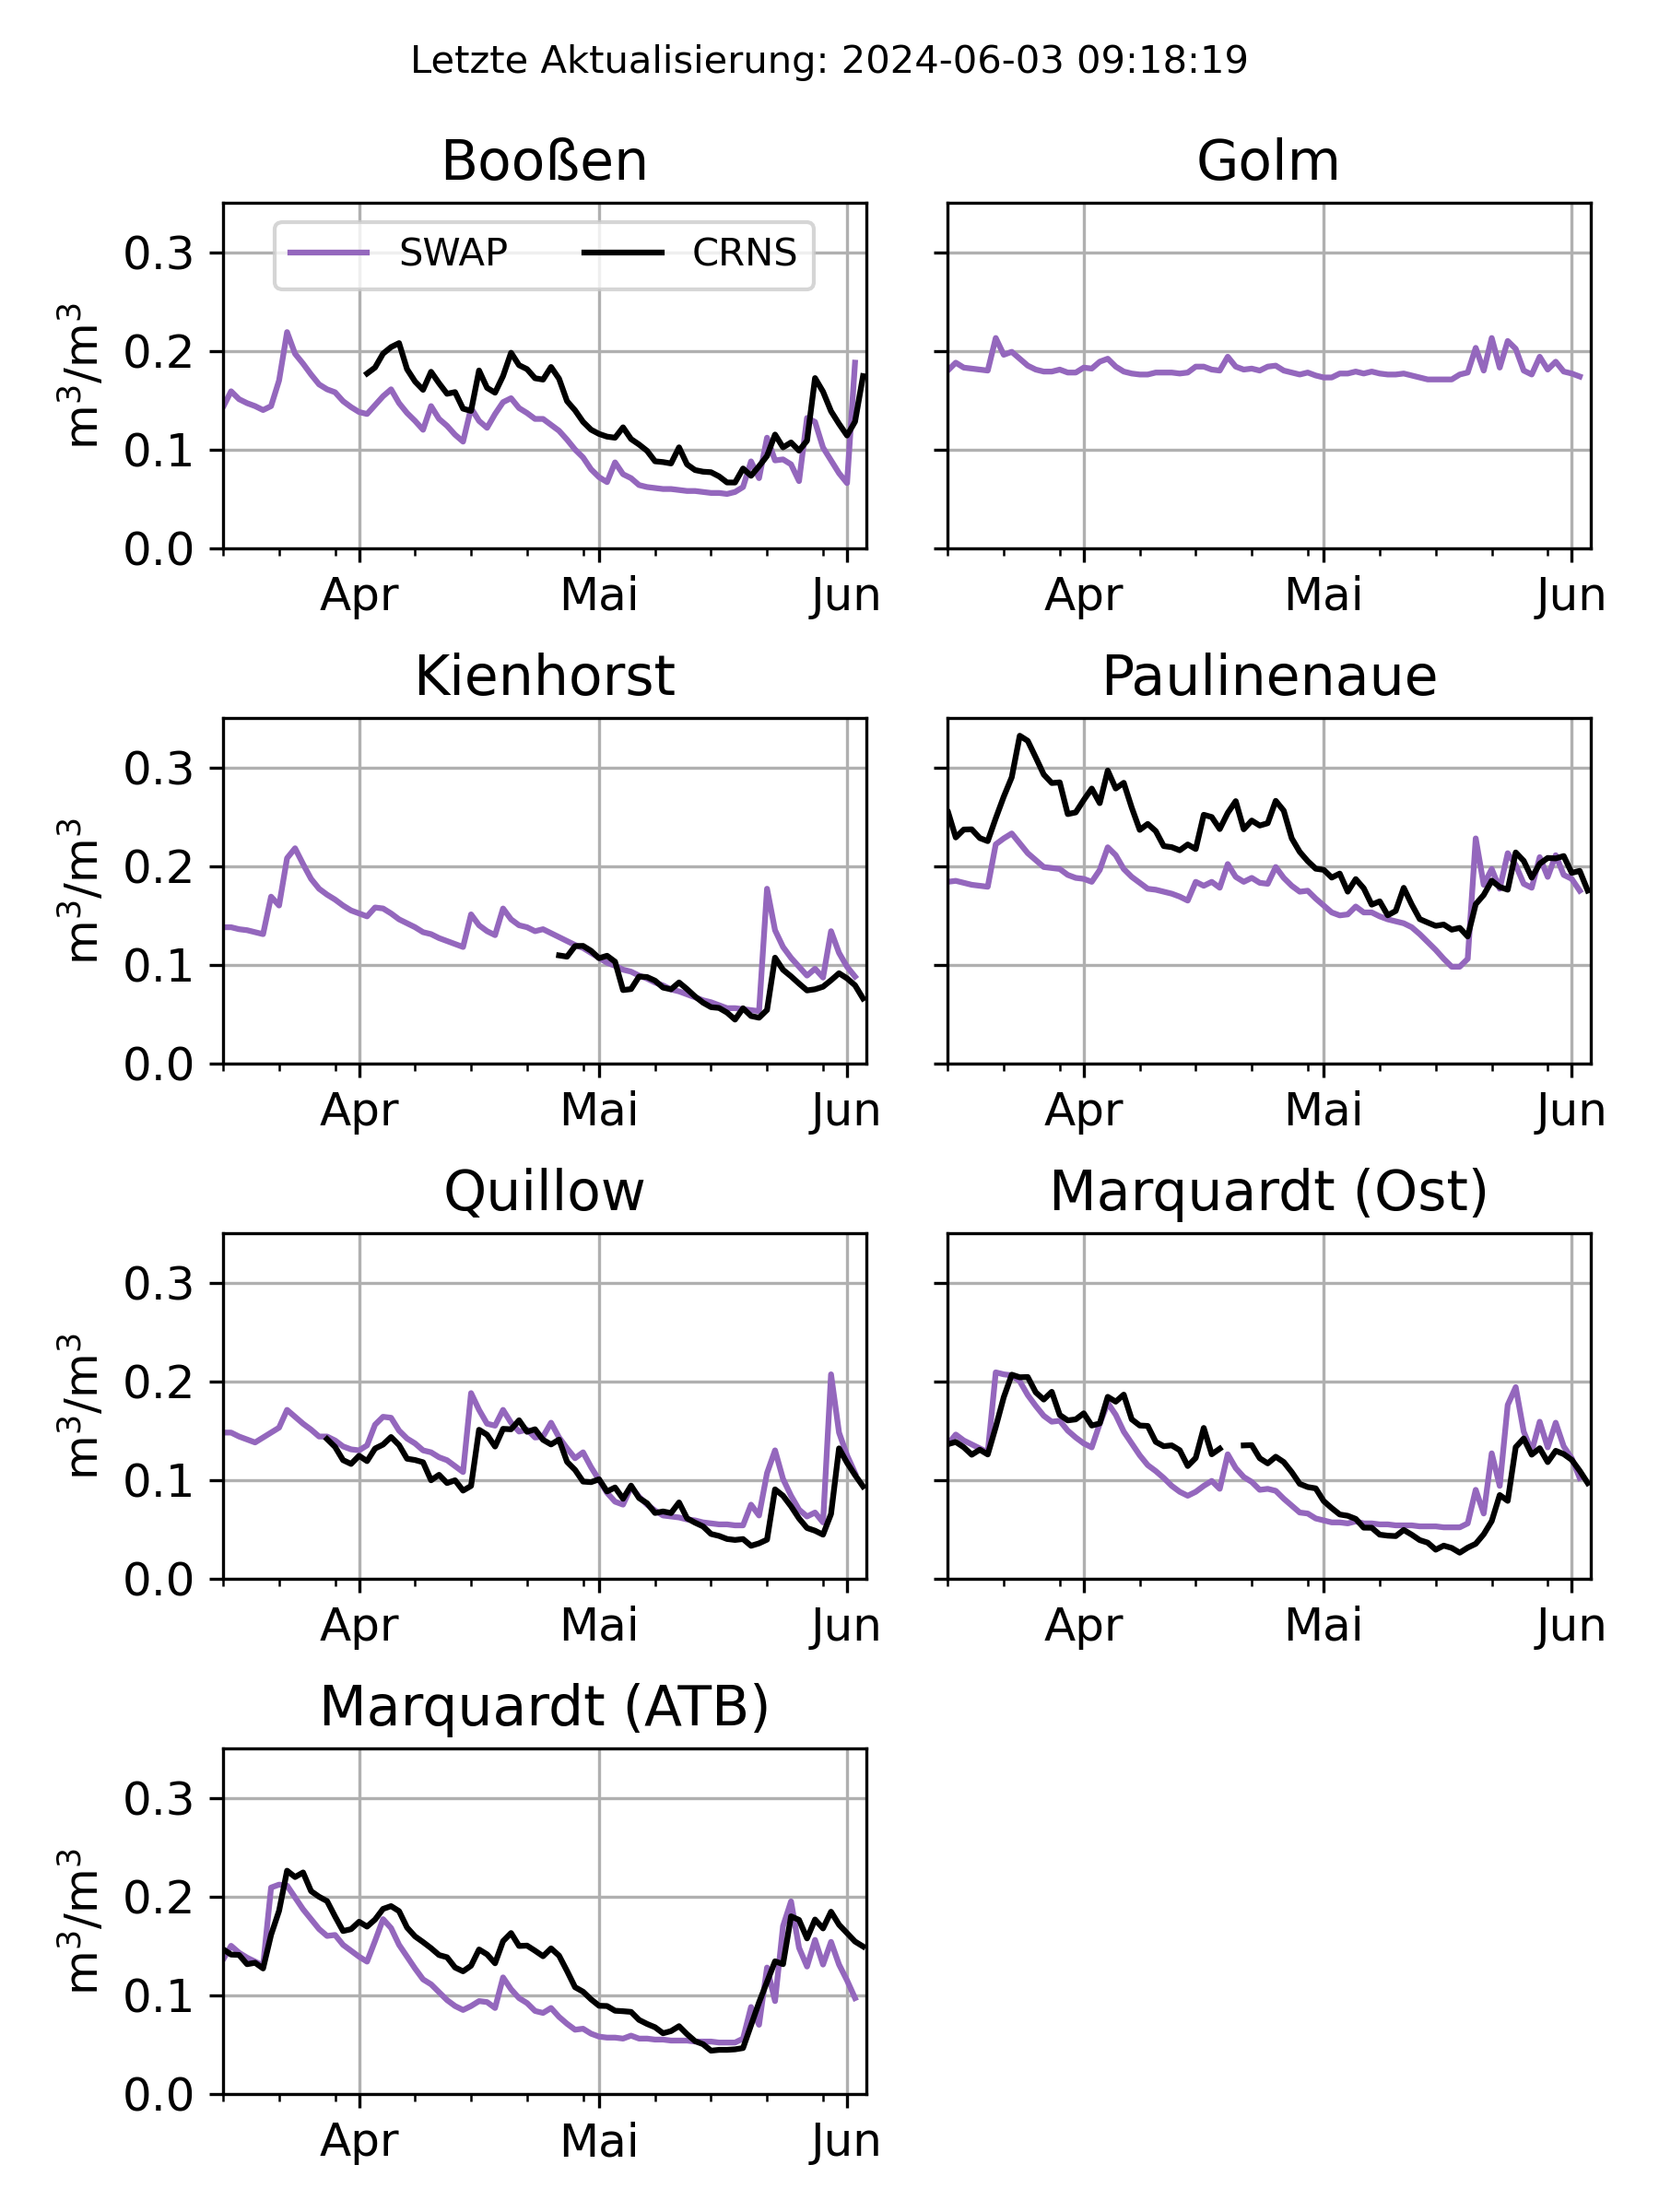 Letzte Aktualisierung: 2024-06-03 09:18:19
Booßen
Golm
SWAP
CRNS
m³/m³
0.3
0.2
0.1
0.0
Apr
Mai
Jun
Apr
Mai
Jun
Kienhorst
Paulinenaue
m³/m³
0.3
0.2
0.1
0.0
Apr
Mai
Jun
Apr
Mai
Jun
Quillow
Marquardt (Ost)
m³/m³
0.3
0.2
0.1
0.0
Apr
Mai
Jun
Apr
Mai
Jun
Marquardt (ATB)
m³/m³
0.3
0.2
0.1
0.0
Apr
Mai
Jun